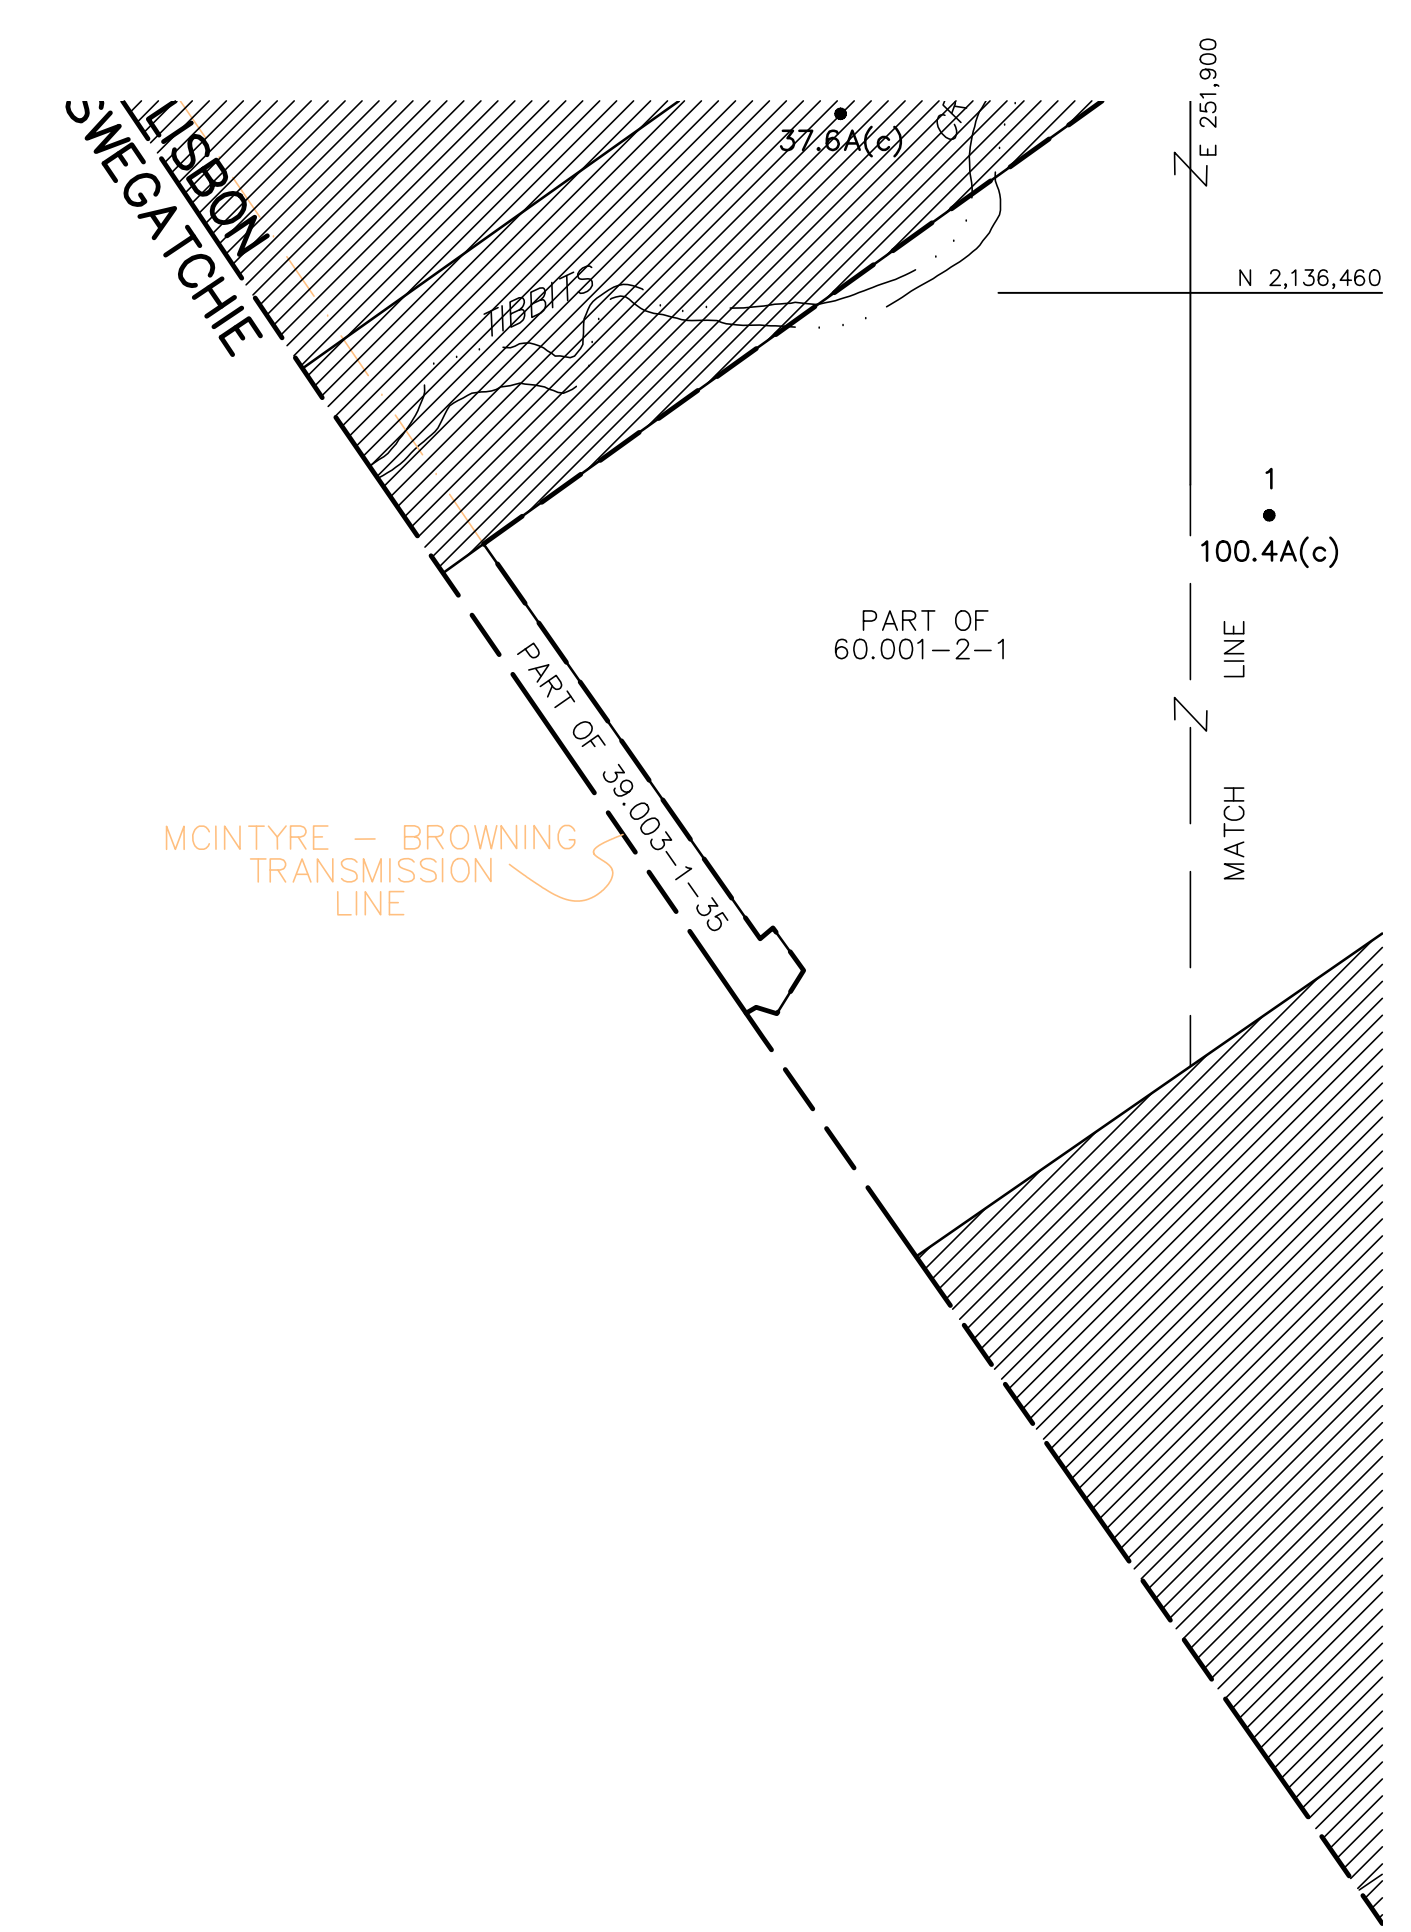 E 251,900
37.6A(c)
LISBON
SWEGATCHIE
N 2,136,460
TIBBITS
1
100.4A(c)
PART OF
60.001-2-1
MATCH LINE
PART OF 39.003-1-35
MCINTYRE - BROWNING
TRANSMISSION
LINE